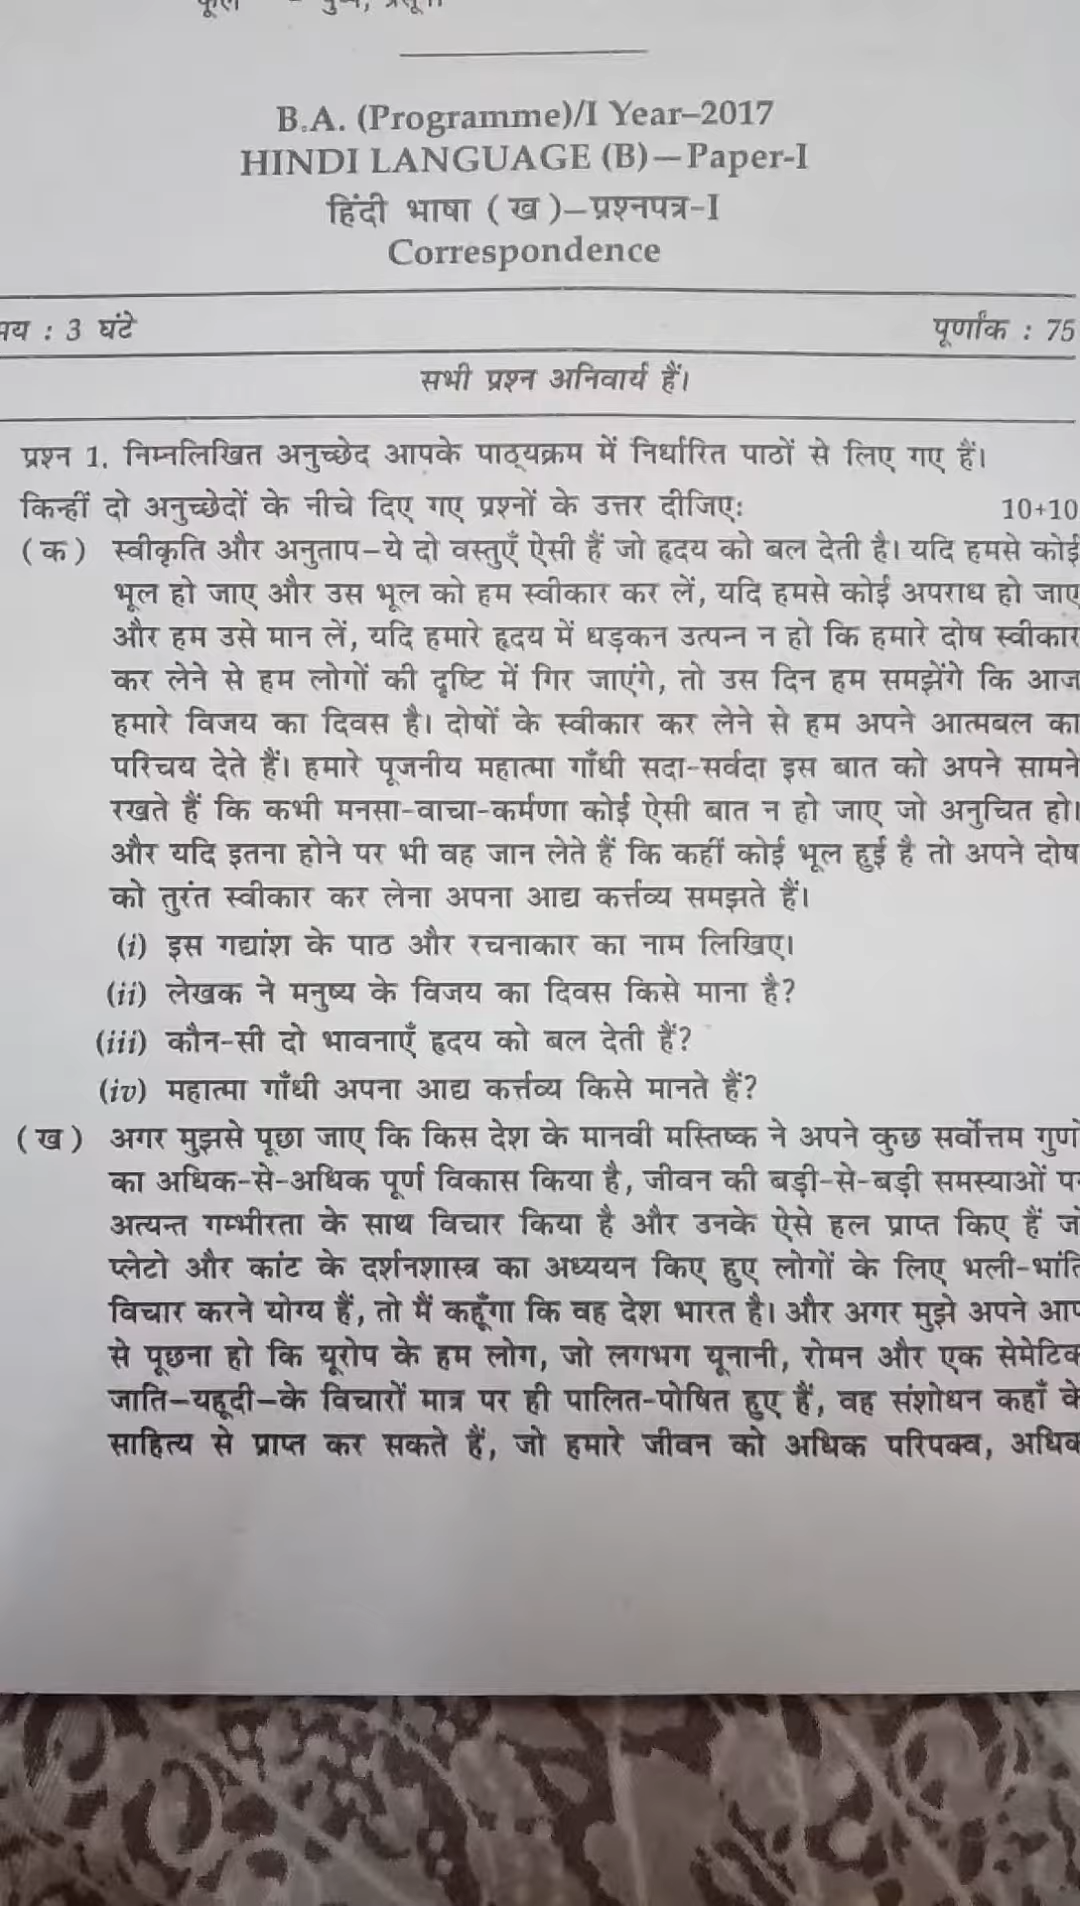 B.A. (Programme)/I Year–2017
HINDI LANGUAGE (B)—Paper-I
हिंदी भाषा ( ख )–प्रश्नपत्र-I
Correspondence
: 3 घंटे पूर्णांक : 75
सभी प्रश्न अनिवार्य हैं।
प्रश्न 1. निम्नलिखित अनुच्छेद आपके पाठ्यक्रम में निर्धारित पाठों से लिए गए हैं।
किन्हीं दो अनुच्छेदों के नीचे दिए गए प्रश्नों के उत्तर दीजिए: 10+10
( क ) स्वीकृति और अनुताप–ये दो वस्तुएँ ऐसी हैं जो हृदय को बल देती है। यदि हमसे कोई
भूल हो जाए और उस भूल को हम स्वीकार कर लें, यदि हमसे कोई अपराध हो जाए
और हम उसे मान लें, यदि हमारे हृदय में धड़कन उत्पन्न न हो कि हमारे दोष स्वीकार
कर लेने से हम लोगों की दृष्टि में गिर जाएंगे, तो उस दिन हम समझेंगे कि आज
हमारे विजय का दिवस है। दोषों के स्वीकार कर लेने से हम अपने आत्मबल का
परिचय देते हैं। हमारे पूजनीय महात्मा गाँधी सदा-सर्वदा इस बात को अपने सामने
रखते हैं कि कभी मनसा-वाचा-कर्मणा कोई ऐसी बात न हो जाए जो अनुचित हो।
और यदि इतना होने पर भी वह जान लेते हैं कि कहीं कोई भूल हुई है तो अपने दोष
को तुरंत स्वीकार कर लेना अपना आद्य कर्त्तव्य समझते हैं।
(i) इस गद्यांश के पाठ और रचनाकार का नाम लिखिए।
(ii) लेखक ने मनुष्य के विजय का दिवस किसे माना है?
(iii) कौन-सी दो भावनाएँ हृदय को बल देती हैं?
(iv) महात्मा गाँधी अपना आद्य कर्त्तव्य किसे मानते हैं?
( ख ) अगर मुझसे पूछा जाए कि किस देश के मानवी मस्तिष्क ने अपने कुछ सर्वोत्तम
का अधिक-से-अधिक पूर्ण विकास किया है, जीवन की बड़ी-से-बड़ी समस्याओं
अत्यन्त गम्भीरता के साथ विचार किया है और उनके ऐसे हल प्राप्त किए हैं
प्लेटो और कांट के दर्शनशास्त्र का अध्ययन किए हुए लोगों के लिए
विचार करने योग्य हैं, तो मैं कहूँगा कि वह देश भारत है। और अगर मुझे अपने
से पूछना हो कि यूरोप के हम लोग, जो लगभग यूनानी, रोमन और एक
जाति–यहूदी–के विचारों मात्र पर ही पालित-पोषित हुए हैं, वह संशोधन कहाँ
साहित्य से प्राप्त कर सकते हैं, जो हमारे जीवन को अधिक परिपक्व,